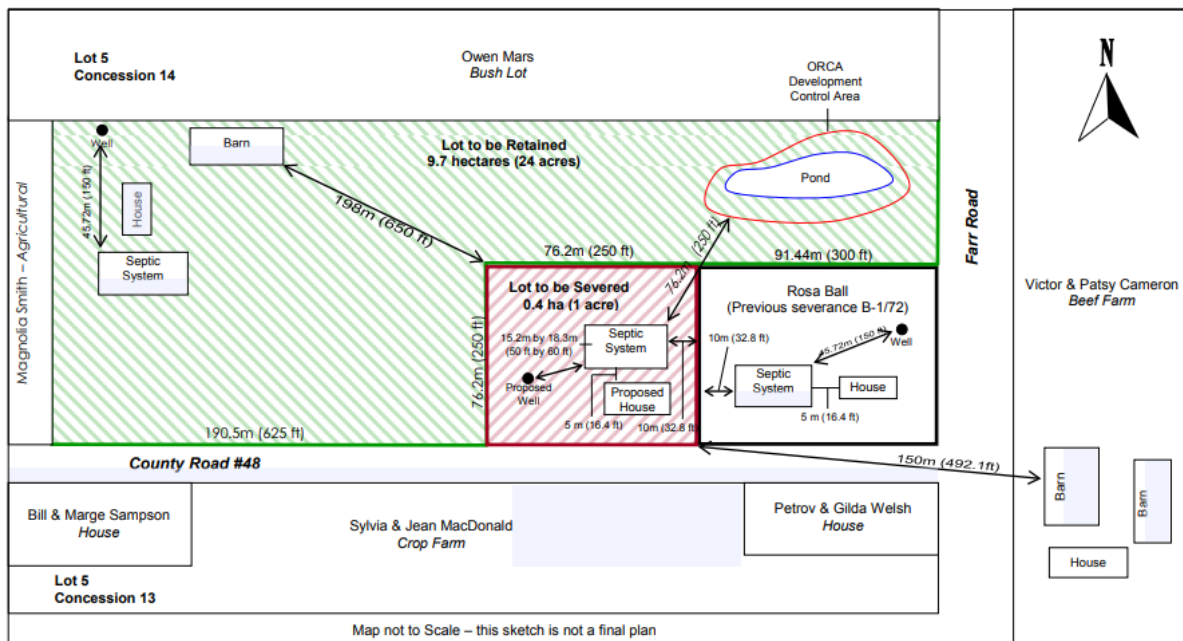 Lot 5
Concession 14
Owen Mars
Bush Lot
ORCA
Development
Control Area
N
Well
Barn
Lot to be Retained
9.7 hectares (24 acres)
Pond
45.72m (150 ft)
House
Septic
System
198m (650 ft)
76.2m (250 ft)
76.2m (250 ft)
91.44m (300 ft)
Magnolia Smith – Agricultural
Farr Road
Victor & Patsy Cameron
Beef Farm
Lot to be Severed
0.4 ha (1 acre)
Rosa Ball
(Previous severance B-1/72)
15.2m by 18.3m
(50 ft by 60 ft)
Septic
System
10m (32.8 ft)
45.72m (150 ft)
Well
76.2m (250 ft)
Proposed
Well
Proposed
House
Septic
System
House
5 m (16.4 ft)
10m (32.8 ft
5 m (16.4 ft)
190.5m (625 ft)
County Road #48
150m (492.1ft)
Barn
Barn
House
Bill & Marge Sampson
House
Sylvia & Jean MacDonald
Crop Farm
Petrov & Gilda Welsh
House
Lot 5
Concession 13
Map not to Scale – this sketch is not a final plan